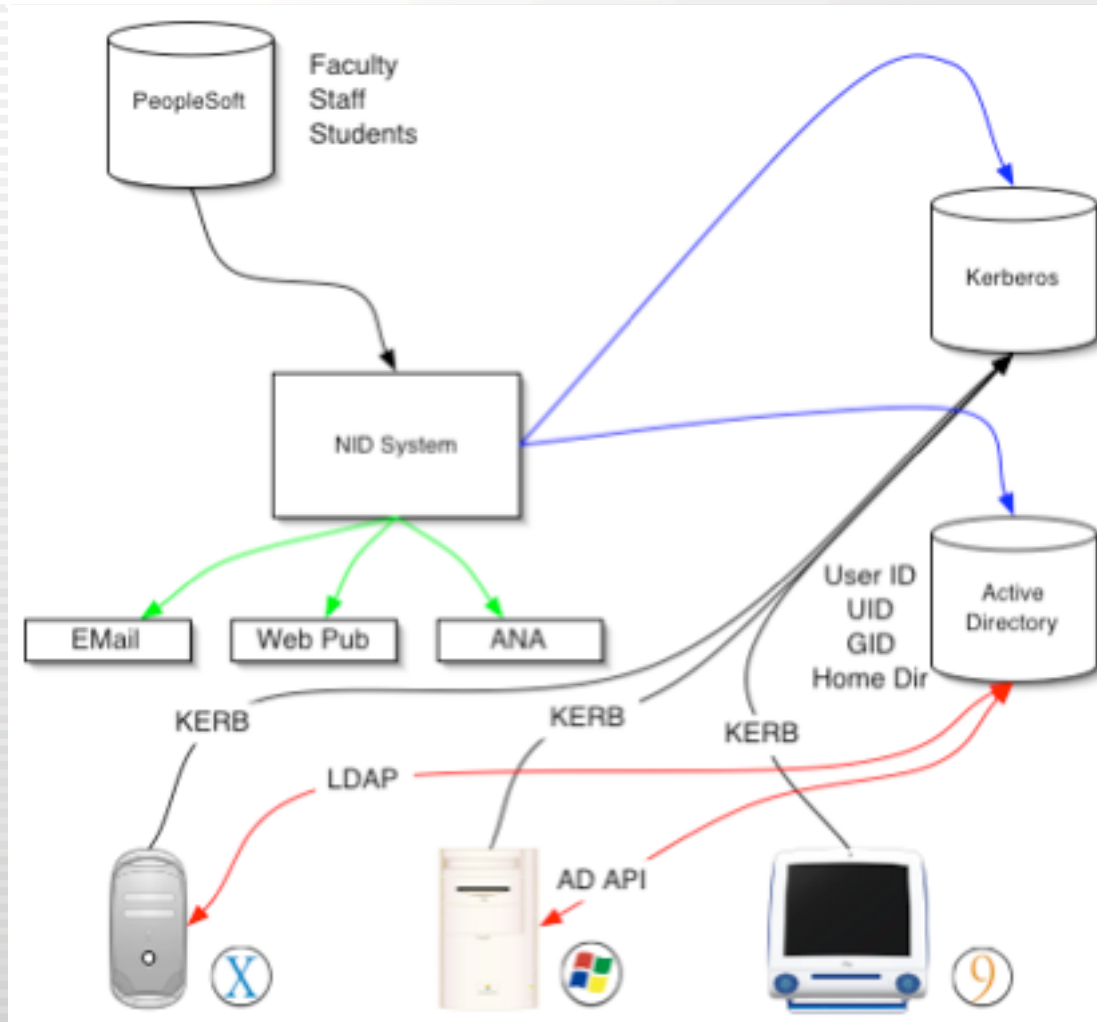 PeopleSoft
Faculty
Staff
Students
Kerberos
NID System
User ID
UID
GID
Home Dir
Active
Directory
EMail
Web Pub
ANA
KERB
KERB
KERB
LDAP
AD API
X
9